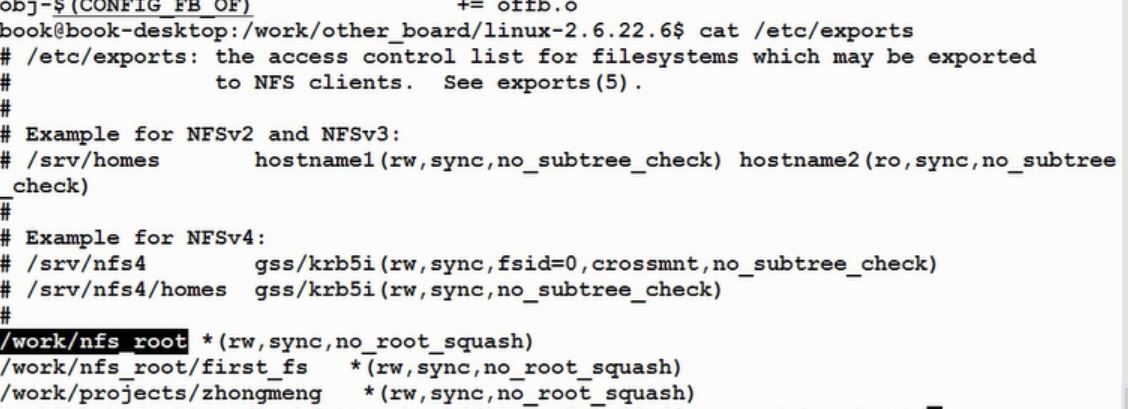 obj-$(CONFIG_FB_OF)               += offb.o
book@book-desktop:/work/other_board/linux-2.6.22.6$ cat /etc/exports
# /etc/exports: the access control list for filesystems which may be exported
#               to NFS clients.  See exports(5).
#
# Example for NFSv2 and NFSv3:
# /srv/homes       hostname1(rw,sync,no_subtree_check) hostname2(ro,sync,no_subtree
_check)
#
# Example for NFSv4:
# /srv/nfs4        gss/krb5i(rw,sync,fsid=0,crossmnt,no_subtree_check)
# /srv/nfs4/homes  gss/krb5i(rw,sync,no_subtree_check)
#
/work/nfs_root *(rw,sync,no_root_squash)
/work/nfs_root/first_fs   *(rw,sync,no_root_squash)
/work/projects/zhongmeng   *(rw,sync,no_root_squash)